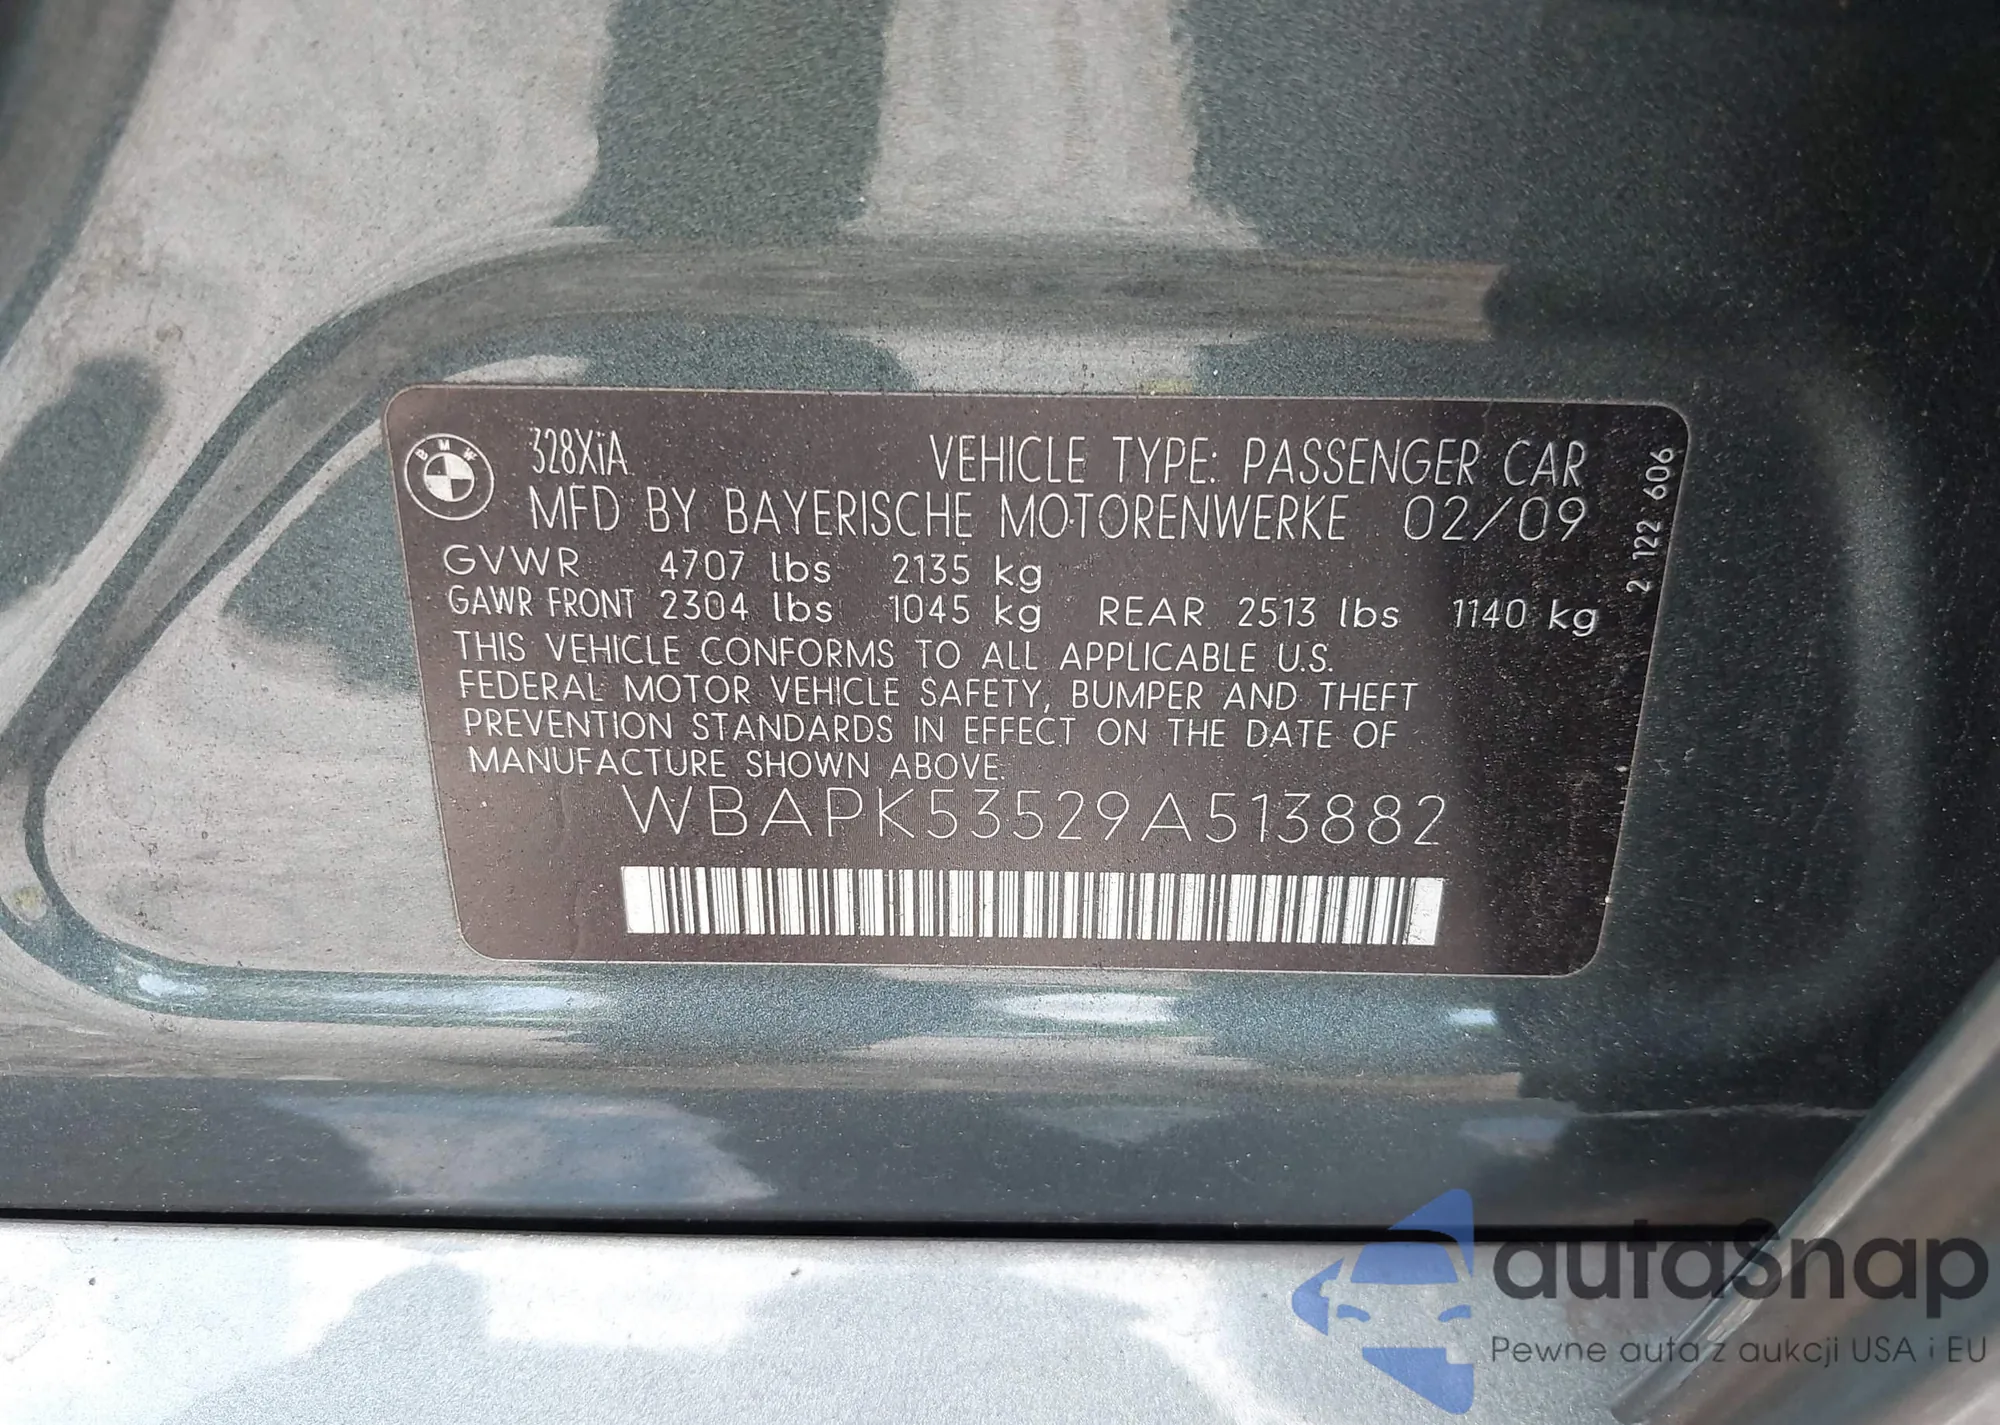 BMW
328XiA
VEHICLE TYPE: PASSENGER CAR
MFD BY BAYERISCHE MOTORENWERKE 02/09
GVWR 4707 lbs 2135 kg
GAWR FRONT 2304 lbs 1045 kg REAR 2513 lbs 1140 kg
THIS VEHICLE CONFORMS TO ALL APPLICABLE U.S.
FEDERAL MOTOR VEHICLE SAFETY, BUMPER AND THEFT
PREVENTION STANDARDS IN EFFECT ON THE DATE OF
MANUFACTURE SHOWN ABOVE.
WBAPK53529A513882
2 122 606
autaSnap
Pewne auta z aukcji USA i EU